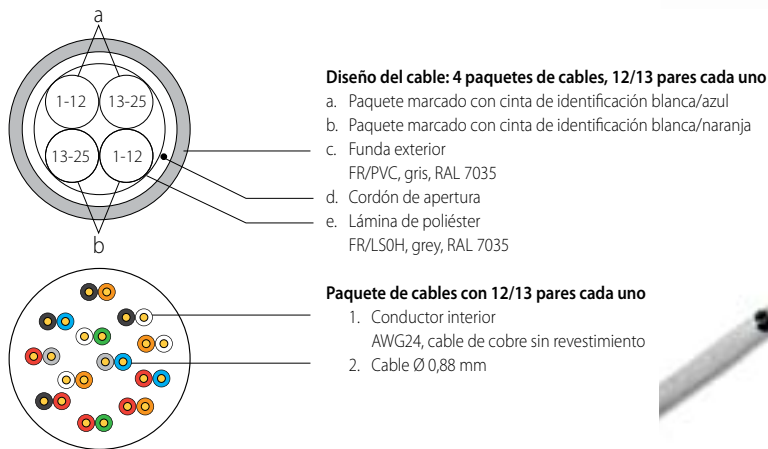 a
1-12
13-25
13-25
1-12
b
Diseño del cable: 4 paquetes de cables, 12/13 pares cada uno
a. Paquete marcado con cinta de identificación blanca/azul
b. Paquete marcado con cinta de identificación blanca/naranja
c. Funda exterior
FR/PVC, gris, RAL 7035
d. Cordón de apertura
e. Lámina de poliéster
FR/LS0H, grey, RAL 7035
Paquete de cables con 12/13 pares cada uno
1. Conductor interior
AWG24, cable de cobre sin revestimiento
2. Cable Ø 0,88 mm